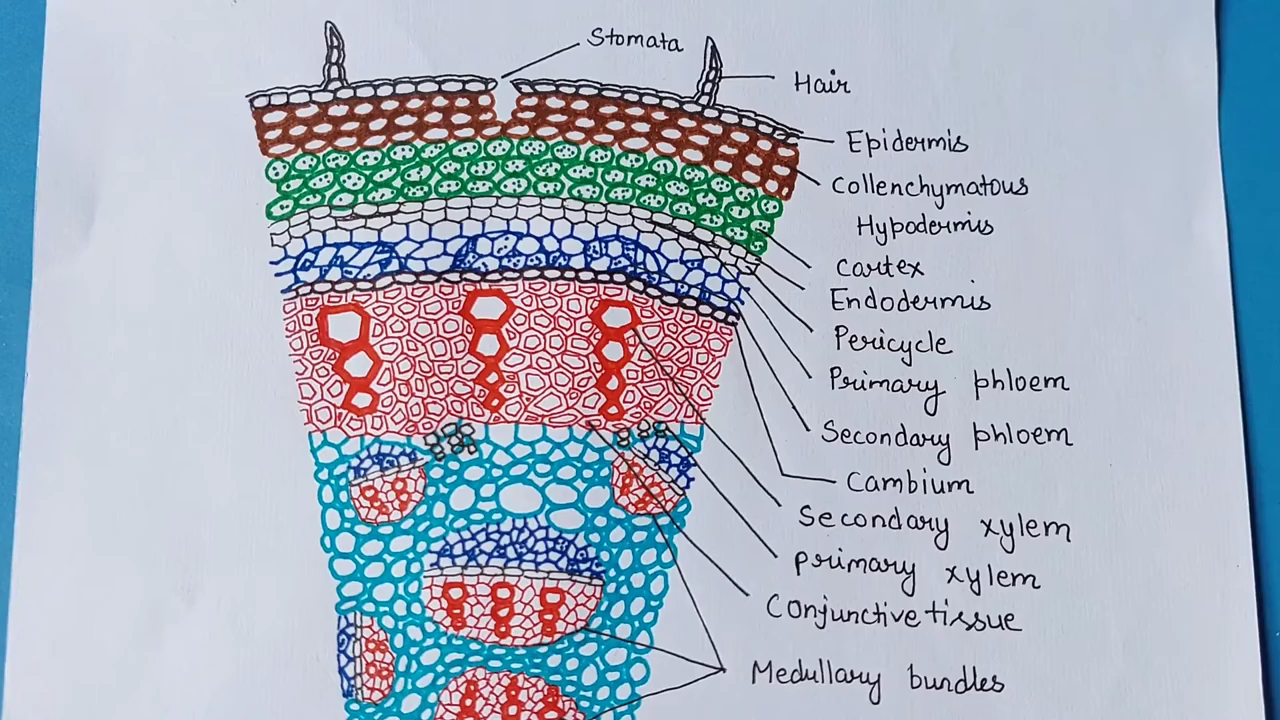 Stomata
Hair
Epidermis
Collenchymatous
Hypodermis
Cortex
Endodermis
Pericycle
Primary phloem
Secondary phloem
Cambium
Secondary xylem
primary xylem
Conjunctive tissue
Medullary bundles